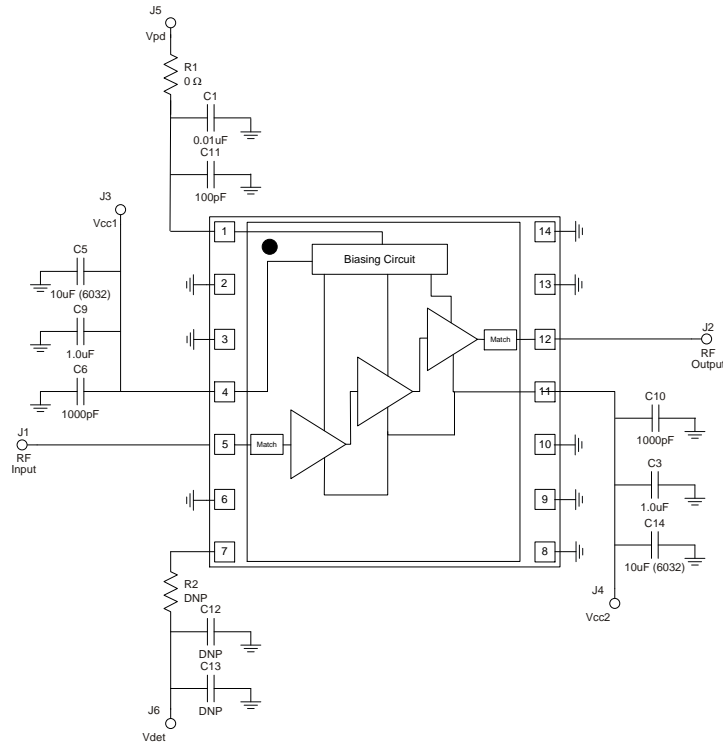 J5
Vpd
R1
0 Ω
C1
0.01uF
C11
100pF
J3
Vcc1
C5
10uF (6032)
C9
1.0uF
C6
1000pF
J1
RF
Input
1
2
3
4
5
6
7
Biasing Circuit
Match
Match
14
13
12
11
10
9
8
J2
RF
Output
C10
1000pF
C3
1.0uF
C14
10uF (6032)
J4
Vcc2
R2
DNP
C12
DNP
C13
DNP
J6
Vdet